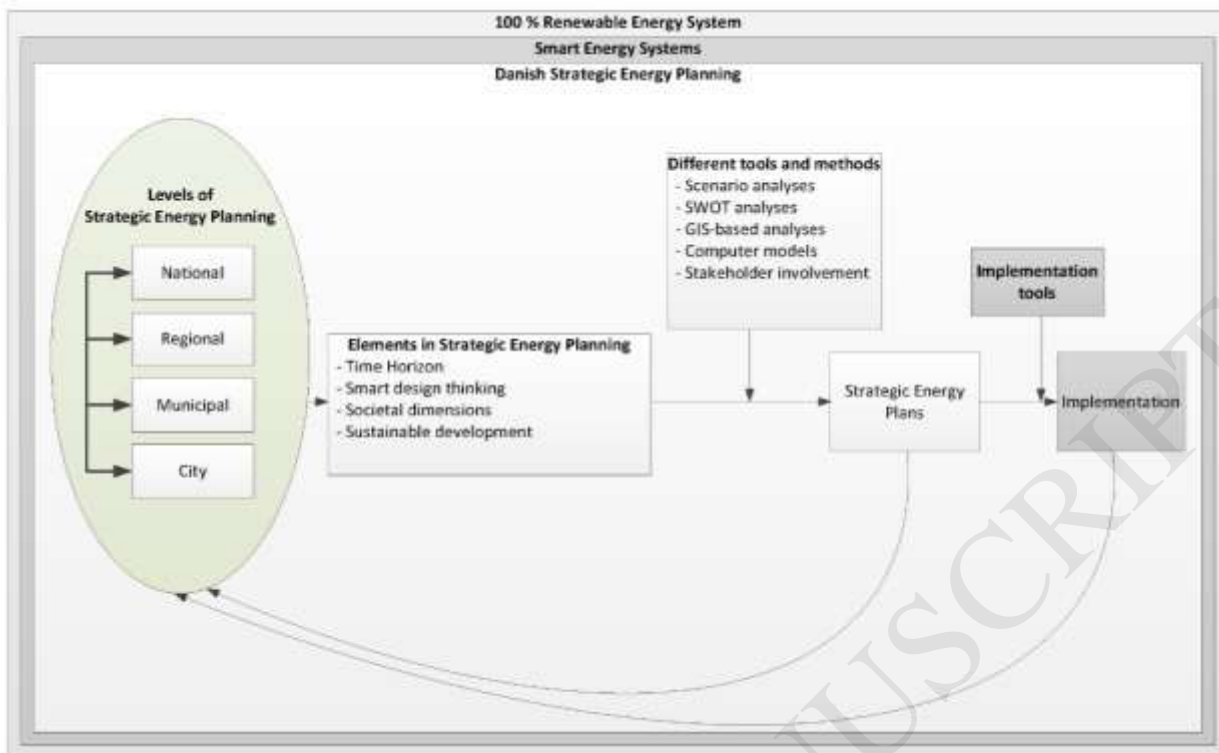 100 % Renewable Energy System
Smart Energy Systems
Danish Strategic Energy Planning
Levels of
Strategic Energy Planning
National
Regional
Municipal
City
Elements in Strategic Energy Planning
- Time Horizon
- Smart design thinking
- Societal dimensions
- Sustainable development
Different tools and methods
- Scenario analyses
- SWOT analyses
- GIS-based analyses
- Computer models
- Stakeholder involvement
Strategic Energy
Plans
Implementation
tools
Implementation
USCRIPT